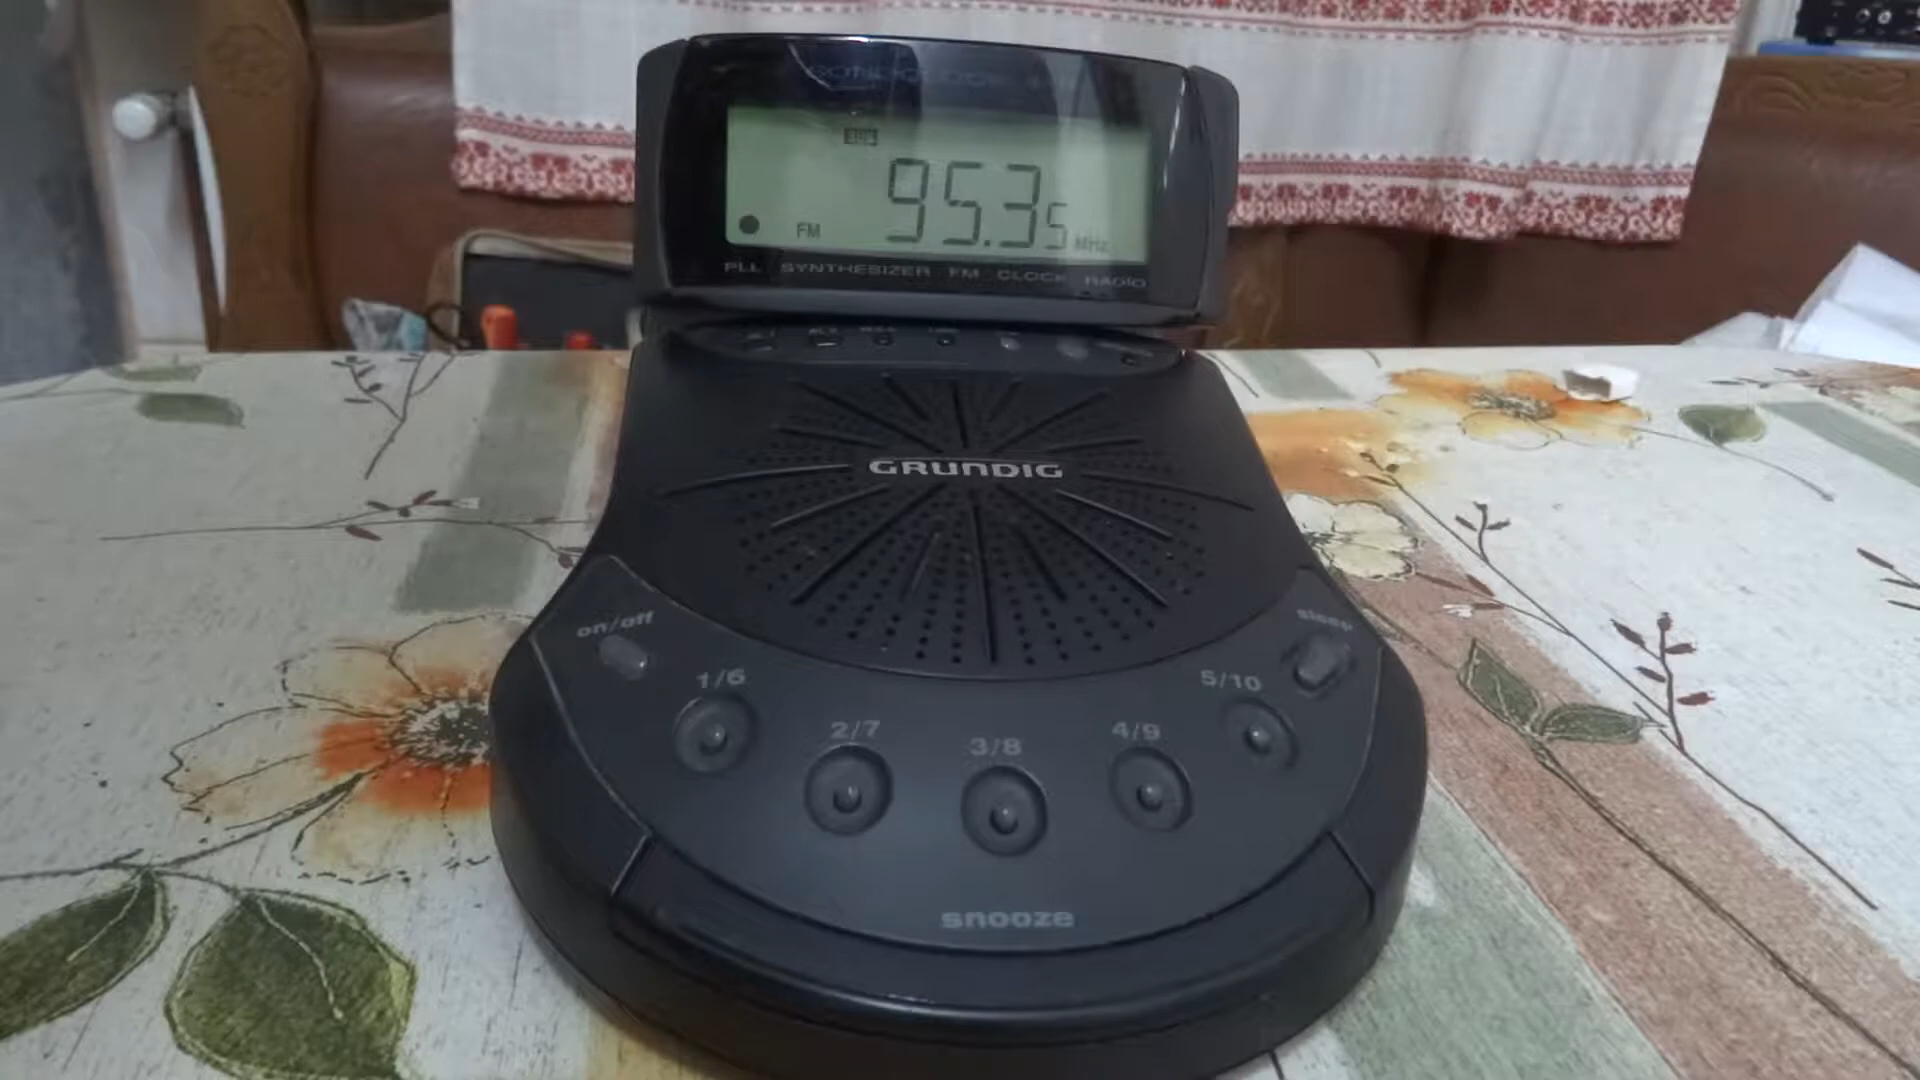 95.35 MHz
FM
PLL SYNTHESIZER FM CLOCK RADIO
GRUNDIG
on/off
sleep
1/6
2/7
3/8
4/9
5/10
snooze